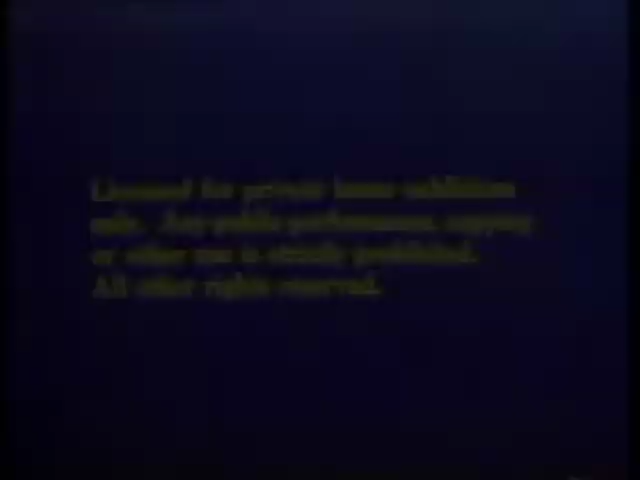 Licensed for private home exhibition
only. Any public performance, copying
or other use is strictly prohibited.
All other rights reserved.